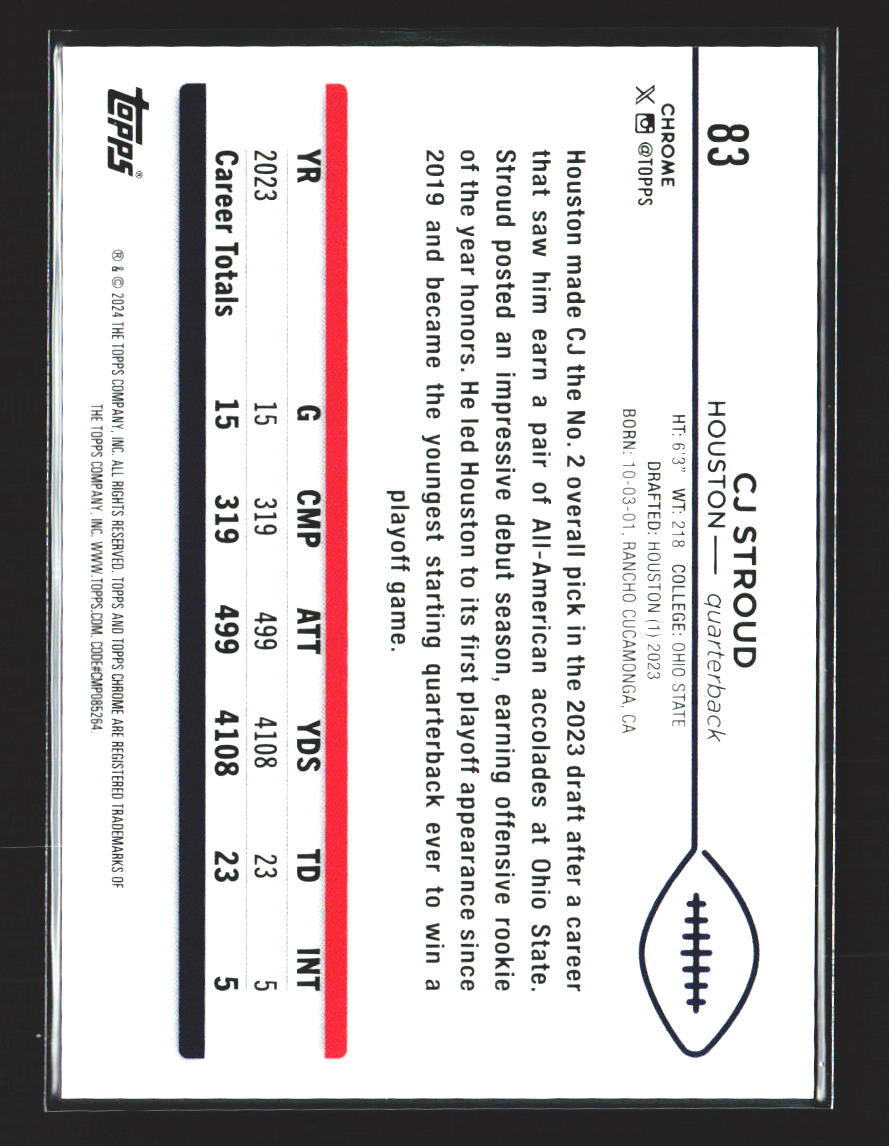 83
CJ STROUD
HOUSTON — quarterback
CHROME
X @TOPPS
HT: 6'3" WT: 218 COLLEGE: OHIO STATE
DRAFTED: HOUSTON (1) 2023
BORN: 10-03-01, RANCHO CUCAMONGA, CA
Houston made CJ the No. 2 overall pick in the 2023 draft after a career
that saw him earn a pair of All-American accolades at Ohio State.
Stroud posted an impressive debut season, earning offensive rookie
of the year honors. He led Houston to its first playoff appearance since
2019 and became the youngest starting quarterback ever to win a
playoff game.
YR G CMP ATT YDS TD INT
2023 15 319 499 4108 23 5
Career Totals 15 319 499 4108 23 5
topps®
® & © 2024 THE TOPPS COMPANY, INC. ALL RIGHTS RESERVED. TOPPS AND TOPPS CHROME ARE REGISTERED TRADEMARKS OF
THE TOPPS COMPANY, INC. WWW.TOPPS.COM. CODE#CMP085264.